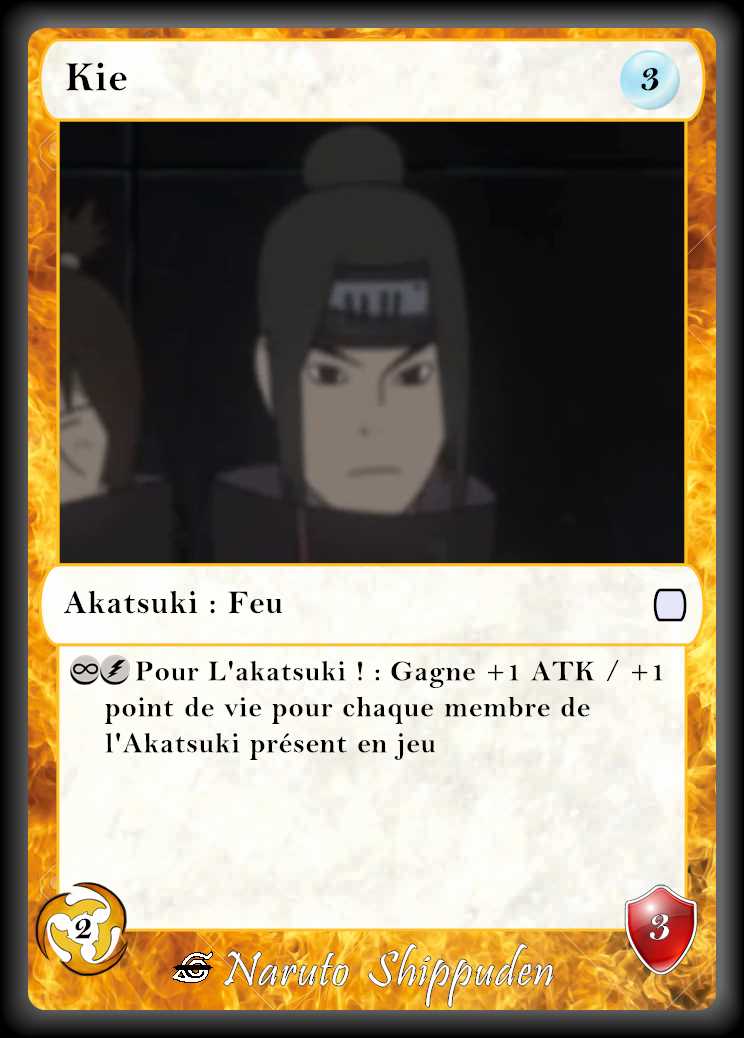 Kie
3
Akatsuki : Feu
Pour L'akatsuki ! : Gagne +1 ATK / +1
point de vie pour chaque membre de
l'Akatsuki présent en jeu
2
3
Naruto Shippuden